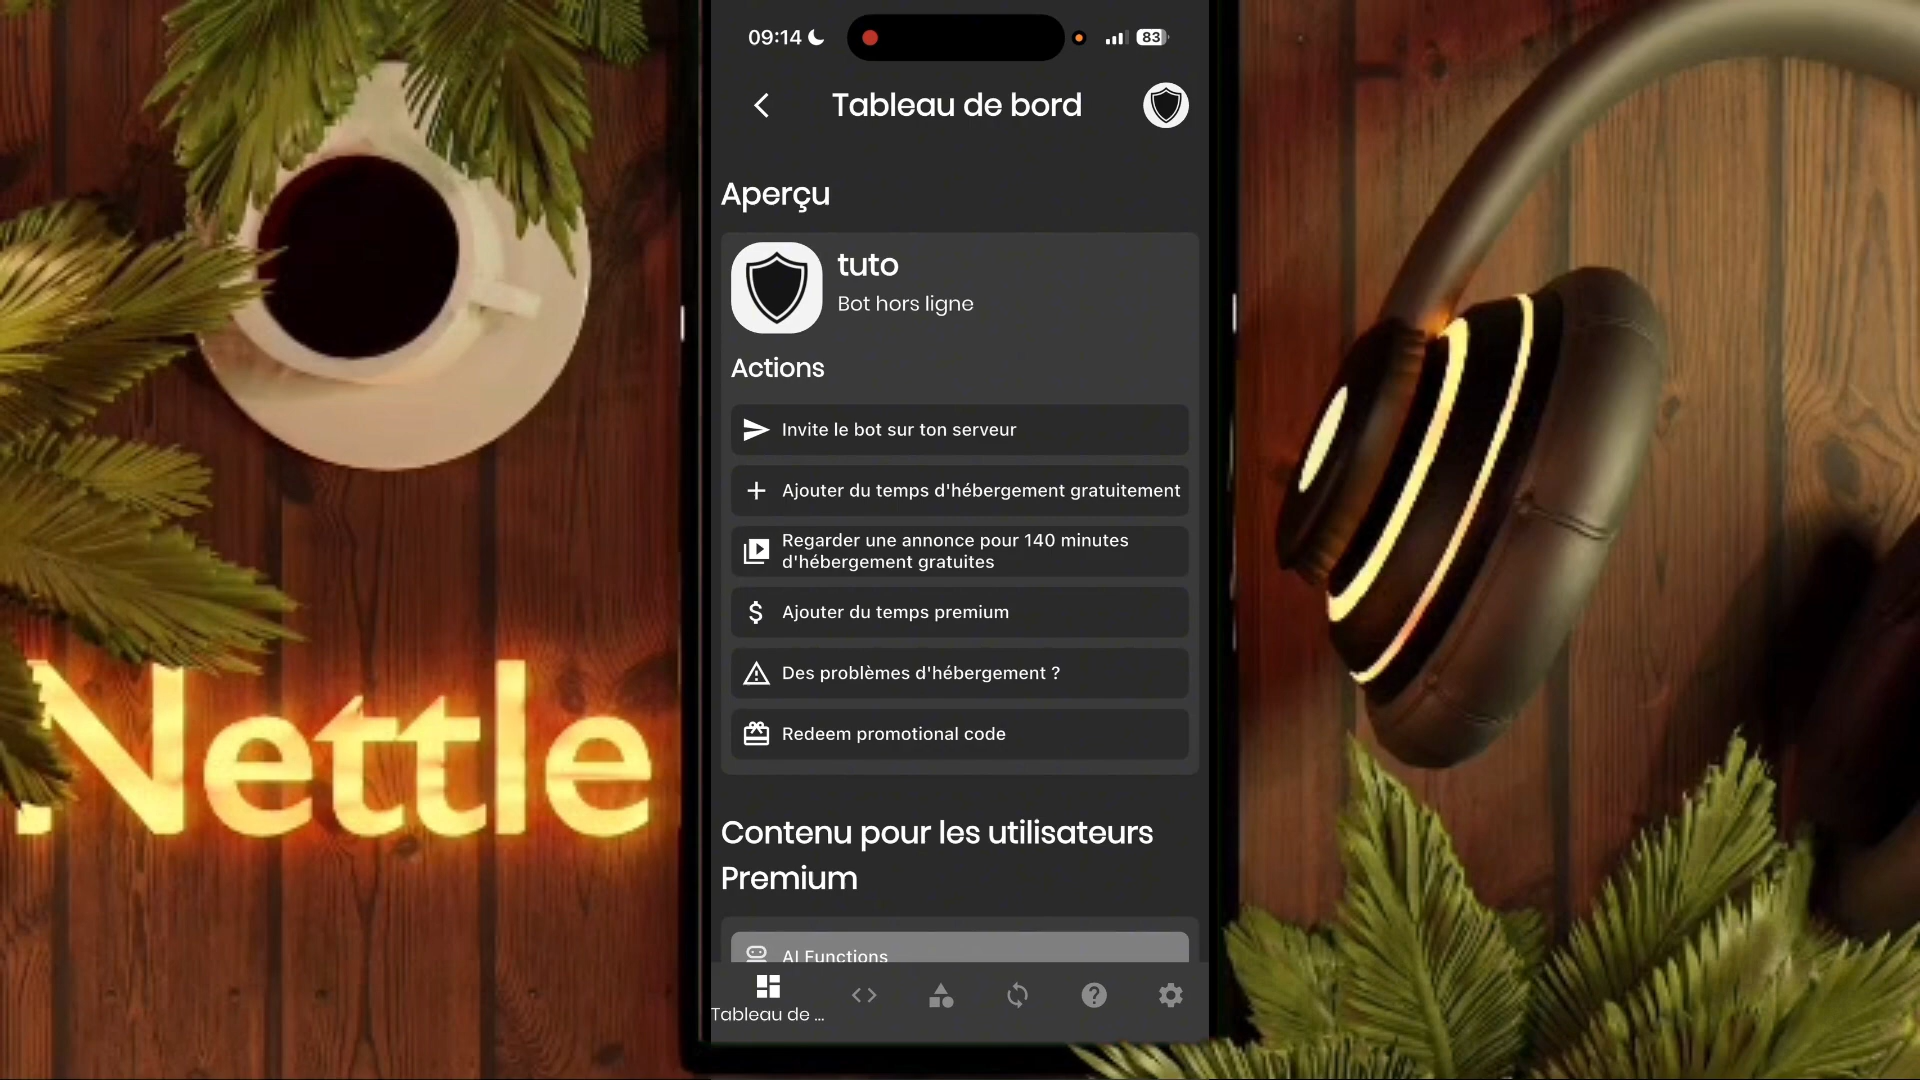 09:14
83
Tableau de bord
Aperçu
tuto
Bot hors ligne
Actions
Invite le bot sur ton serveur
Ajouter du temps d'hébergement gratuitement
Regarder une annonce pour 140 minutes
d'hébergement gratuites
Ajouter du temps premium
Des problèmes d'hébergement ?
Redeem promotional code
Contenu pour les utilisateurs
Premium
AI Functions
Tableau de ...
.Nettle